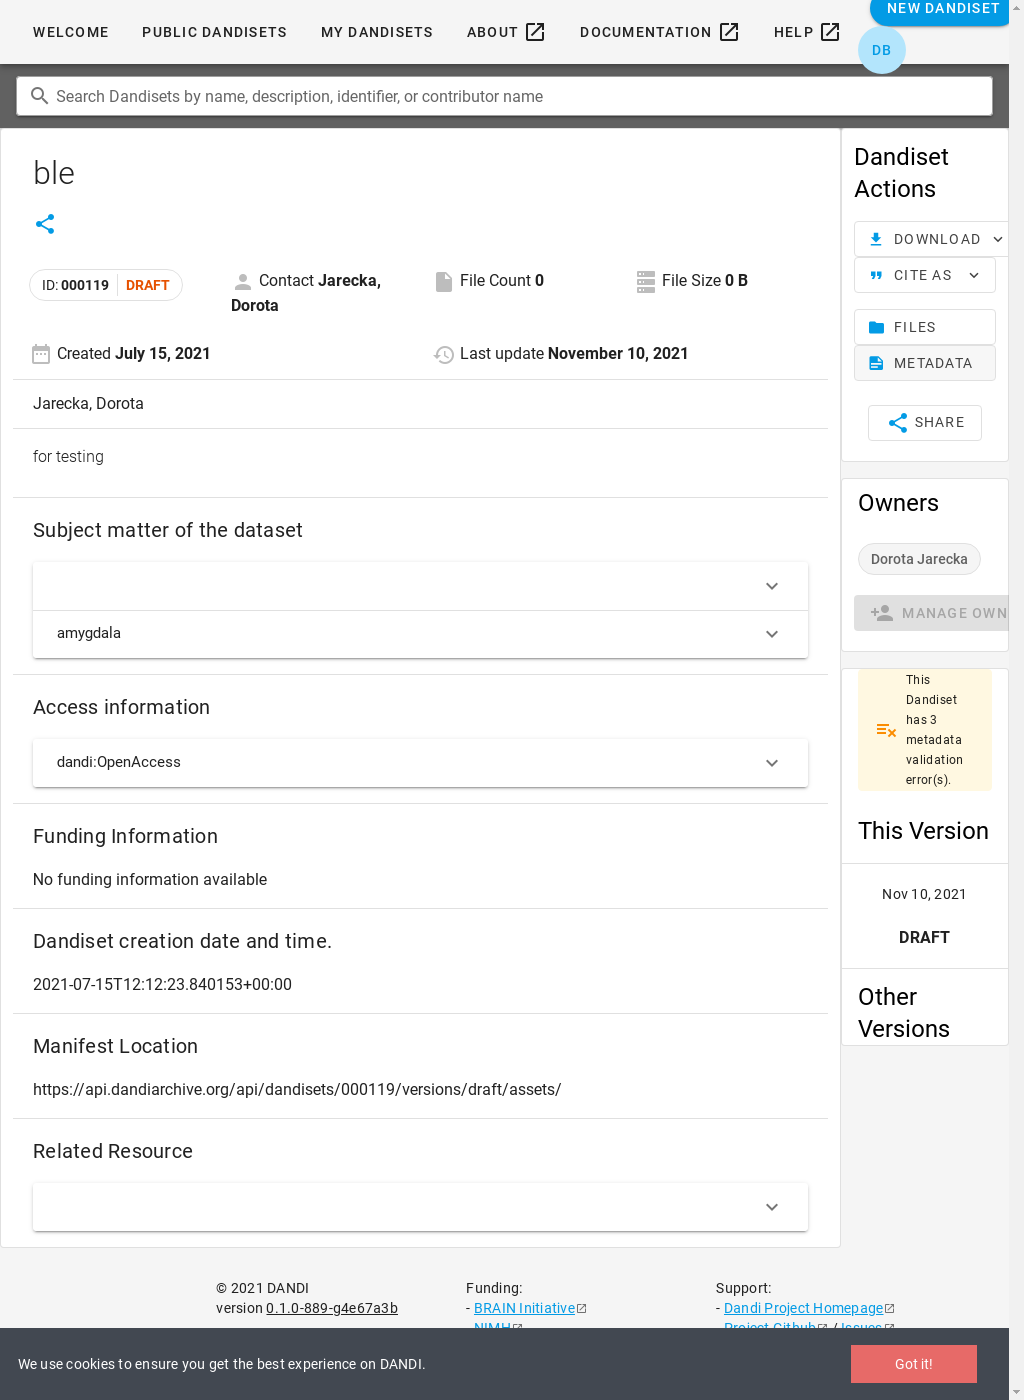 WELCOME
PUBLIC DANDISETS
MY DANDISETS
ABOUT
DOCUMENTATION
HELP
NEW DANDISET
DB
Search Dandisets by name, description, identifier, or contributor name
ble
ID: 000119 DRAFT
Contact Jarecka,
Dorota
File Count 0
File Size 0 B
Created July 15, 2021
Last update November 10, 2021
Jarecka, Dorota
for testing
Subject matter of the dataset
amygdala
Access information
dandi:OpenAccess
Funding Information
No funding information available
Dandiset creation date and time.
2021-07-15T12:12:23.840153+00:00
Manifest Location
https://api.dandiarchive.org/api/dandisets/000119/versions/draft/assets/
Related Resource
Dandiset
Actions
DOWNLOAD
CITE AS
FILES
METADATA
SHARE
Owners
Dorota Jarecka
MANAGE OWN
This
Dandiset
has 3
metadata
validation
error(s).
This Version
Nov 10, 2021
DRAFT
Other
Versions
© 2021 DANDI
version 0.1.0-889-g4e67a3b
Funding:
- BRAIN Initiative
- NIMH
Support:
- Dandi Project Homepage
- Project Github / Issues
We use cookies to ensure you get the best experience on DANDI.
Got it!